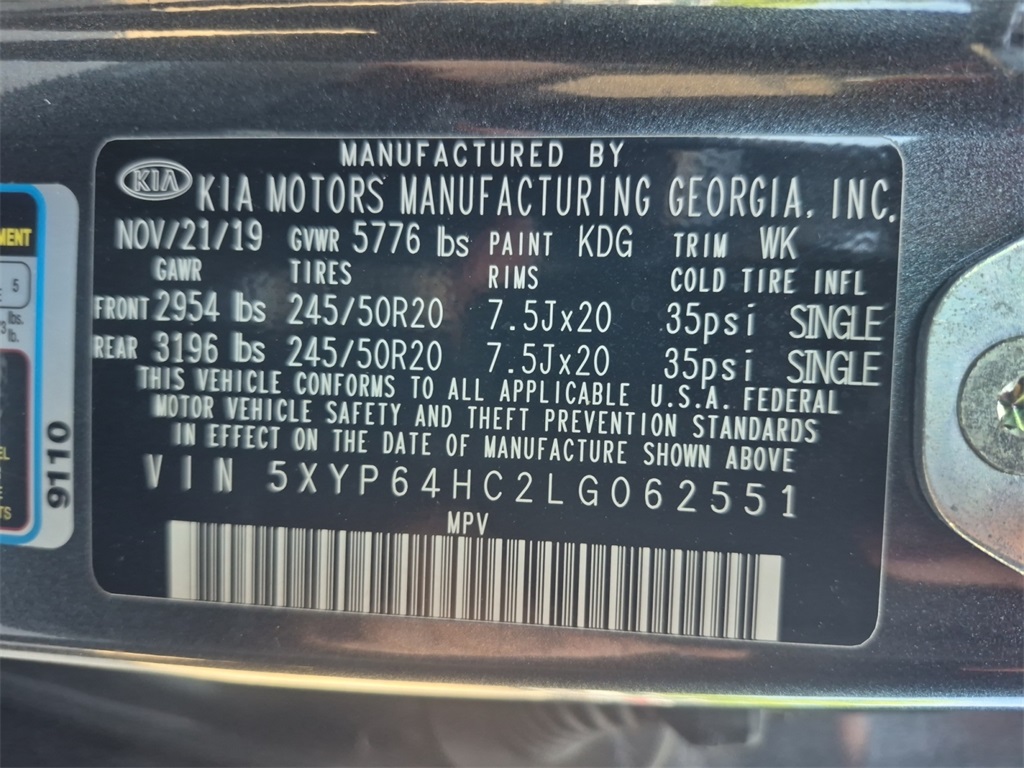 MANUFACTURED BY
KIA KIA MOTORS MANUFACTURING GEORGIA, INC.
NOV/21/19 GVWR 5776 lbs PAINT KDG TRIM WK
GAWR TIRES RIMS COLD TIRE INFL
FRONT 2954 lbs 245/50R20 7.5Jx20 35psi SINGLE
REAR 3196 lbs 245/50R20 7.5Jx20 35psi SINGLE
THIS VEHICLE CONFORMS TO ALL APPLICABLE U.S.A. FEDERAL
MOTOR VEHICLE SAFETY AND THEFT PREVENTION STANDARDS
IN EFFECT ON THE DATE OF MANUFACTURE SHOWN ABOVE
VIN 5XYP64HC2LG062551
MPV
5
lbs.
lb.
9110